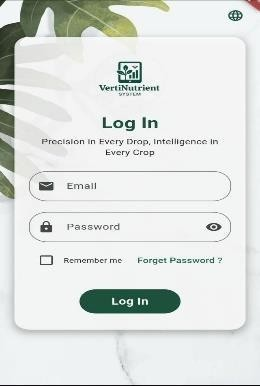 VertiNutrient
SYSTEM
Log In
Precision in Every Drop, Intelligence in
Every Crop
Email
Password
Remember me Forget Password ?
Log In